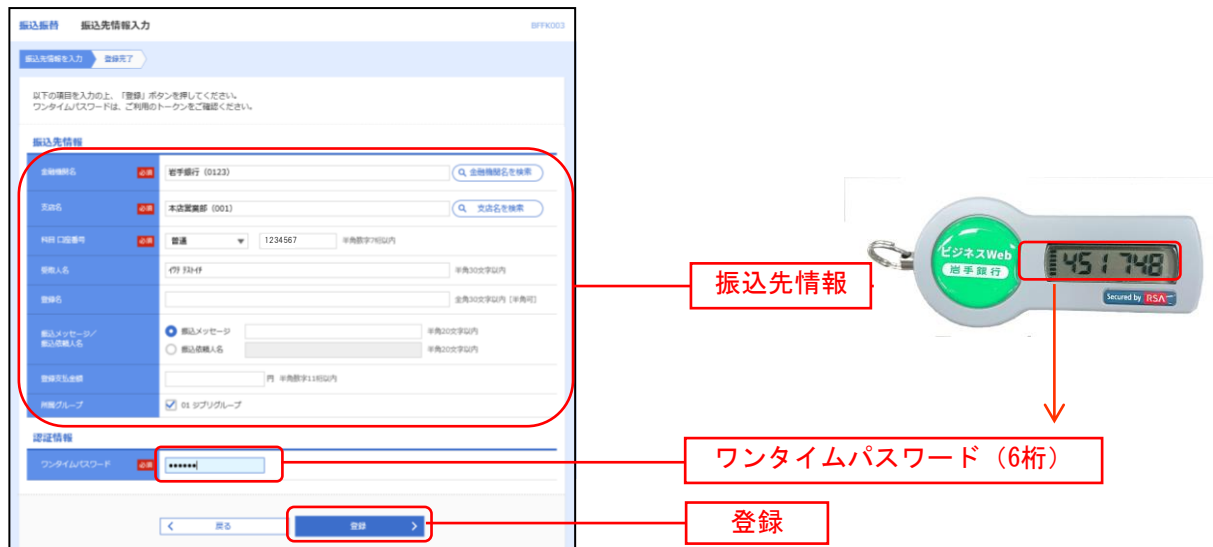 振込振替 振込先情報入力 BFFK003
振込先情報を入力 登録完了
以下の項目を入力の上、「登録」ボタンを押してください。
ワンタイムパスワードは、ご利用のトークンをご確認ください。
振込先情報
金融機関名 必須 岩手銀行 (0123) 金融機関名を検索
支店名 必須 本店営業部 (001) 支店名を検索
科目 口座番号 必須 普通 1234567 半角数字7桁以内
受取人名 半角30文字以内
登録名 全角30文字以内 [半角可]
振込メッセージ/
振込依頼人名
振込メッセージ 半角20文字以内
振込依頼人名 半角20文字以内
登録支払金額 円 半角数字11桁以内
所属グループ 01 ジブリグループ
認証情報
ワンタイムパスワード 必須 ••••••
戻る 登録
振込先情報
ビジネスWeb
岩手銀行
451 748
Secured by RSA
ワンタイムパスワード（6桁）
登録